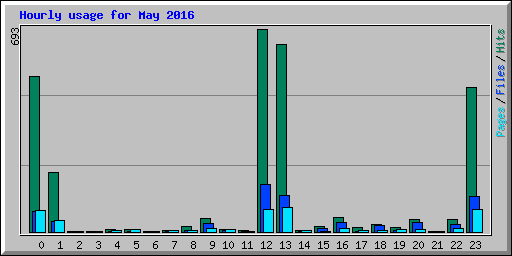 Hourly usage for May 2016
693
Pages/Files/Hits
0 1 2 3 4 5 6 7 8 9 10 11 12 13 14 15 16 17 18 19 20 21 22 23